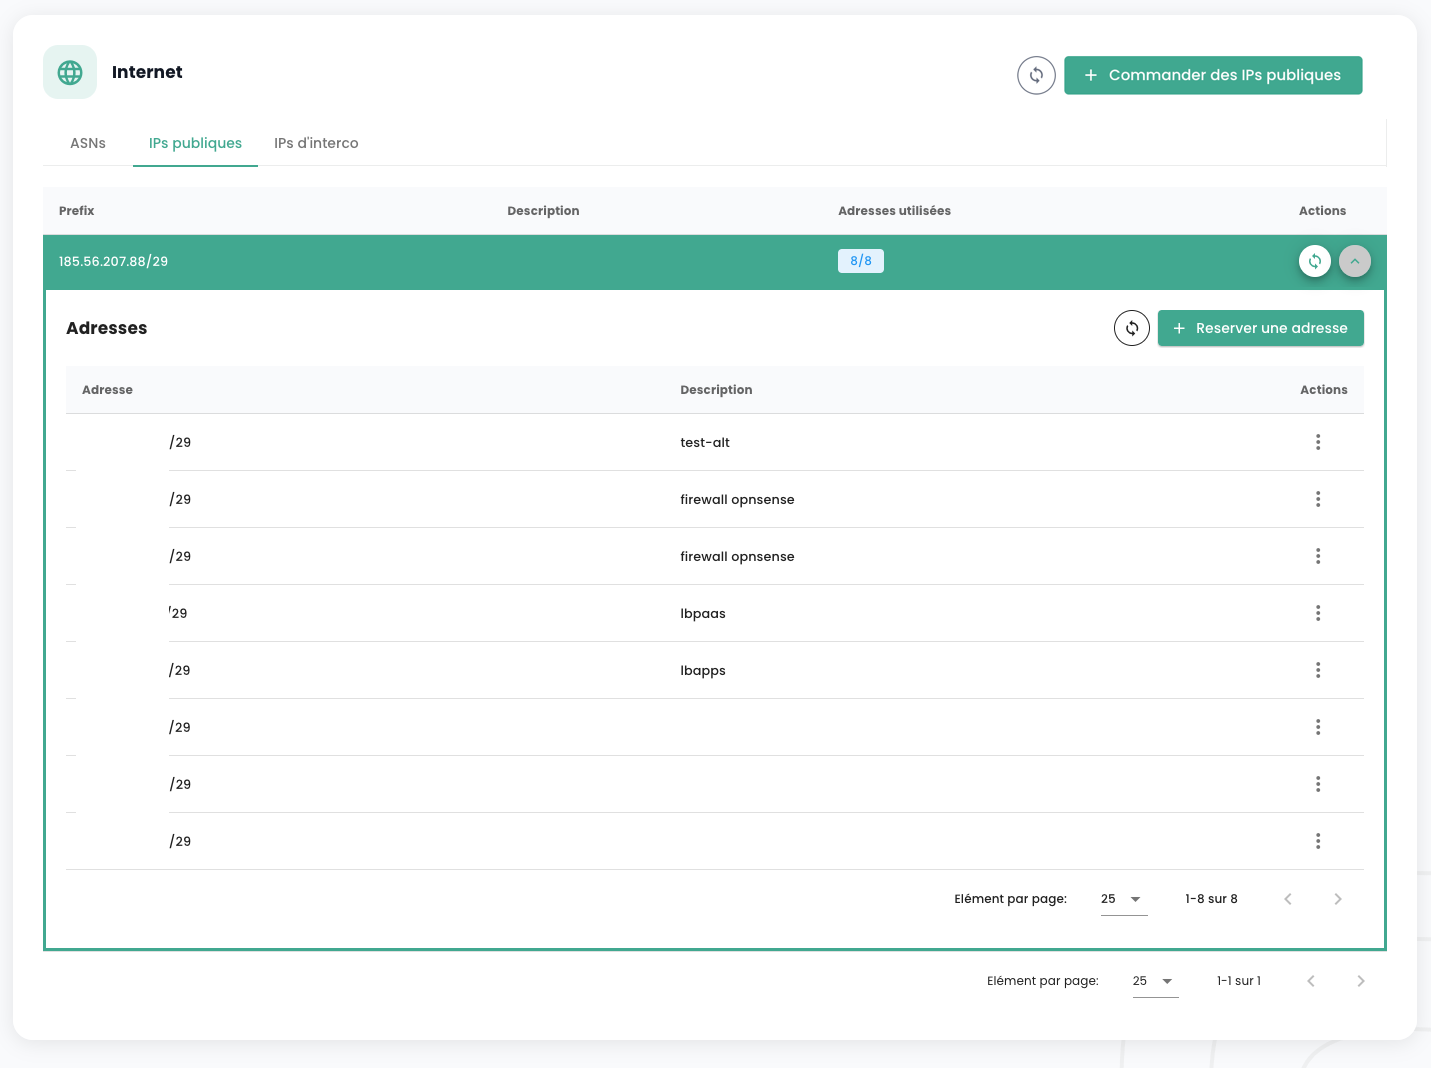 Internet
Commander des IPs publiques
ASNs IPs publiques IPs d'interco
Prefix Description Adresses utilisées Actions
185.56.207.88/29 8/8
Adresses
Reserver une adresse
Adresse Description Actions
/29 test-alt
/29 firewall opnsense
/29 firewall opnsense
/29 lbpaas
/29 lbapps
/29
/29
/29
Elément par page: 25 1-8 sur 8
Elément par page: 25 1-1 sur 1